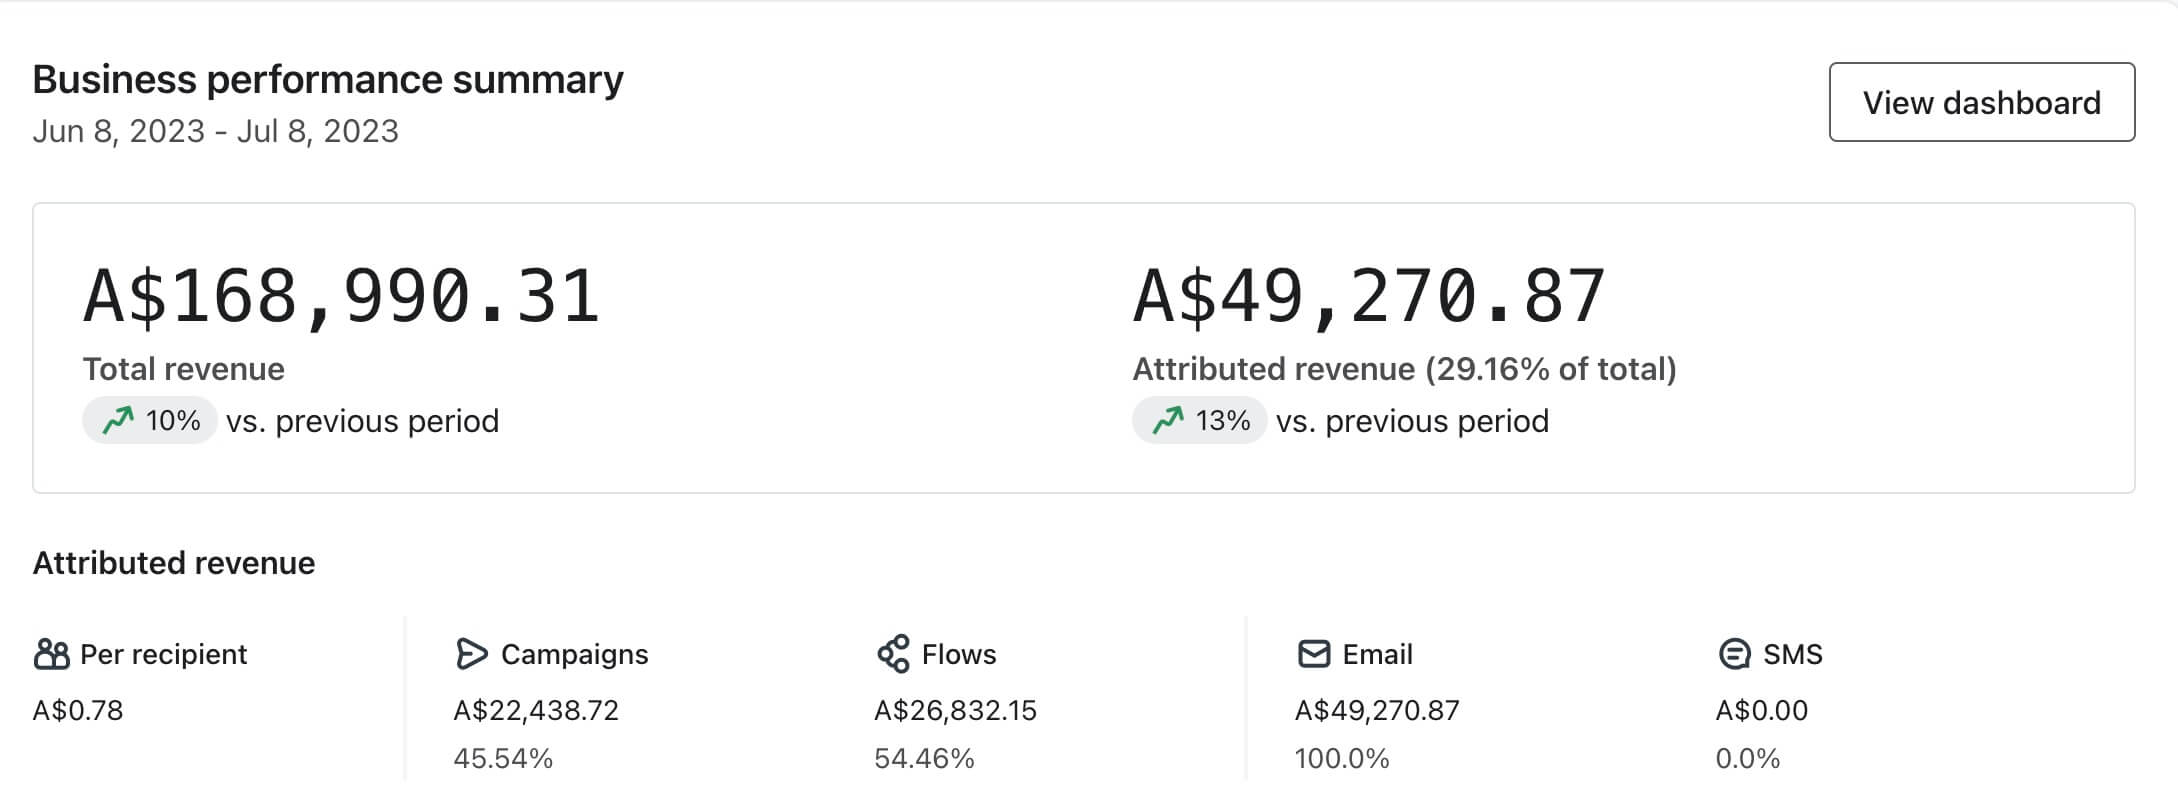 Business performance summary
Jun 8, 2023 - Jul 8, 2023
View dashboard
A$168,990.31
Total revenue
10% vs. previous period
A$49,270.87
Attributed revenue (29.16% of total)
13% vs. previous period
Attributed revenue
Per recipient
A$0.78
Campaigns
A$22,438.72
45.54%
Flows
A$26,832.15
54.46%
Email
A$49,270.87
100.0%
SMS
A$0.00
0.0%